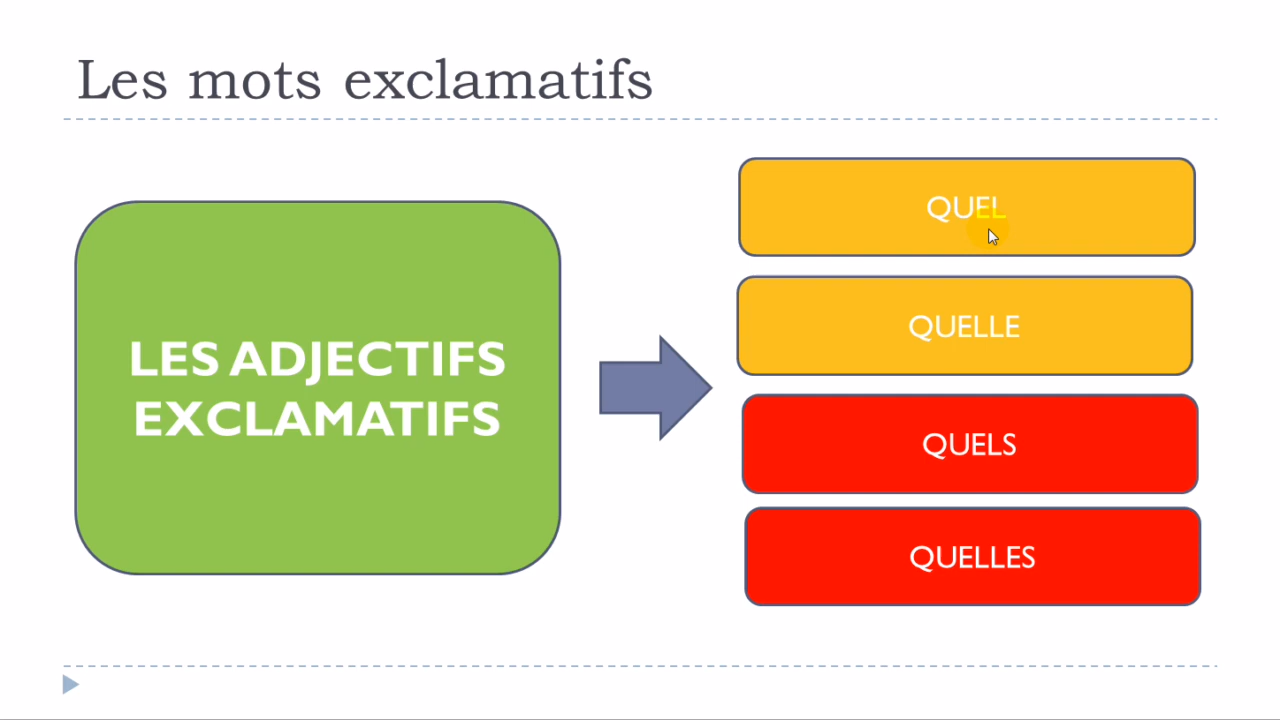 Les mots exclamatifs
LES ADJECTIFS
EXCLAMATIFS
QUEL
QUELLE
QUELS
QUELLES